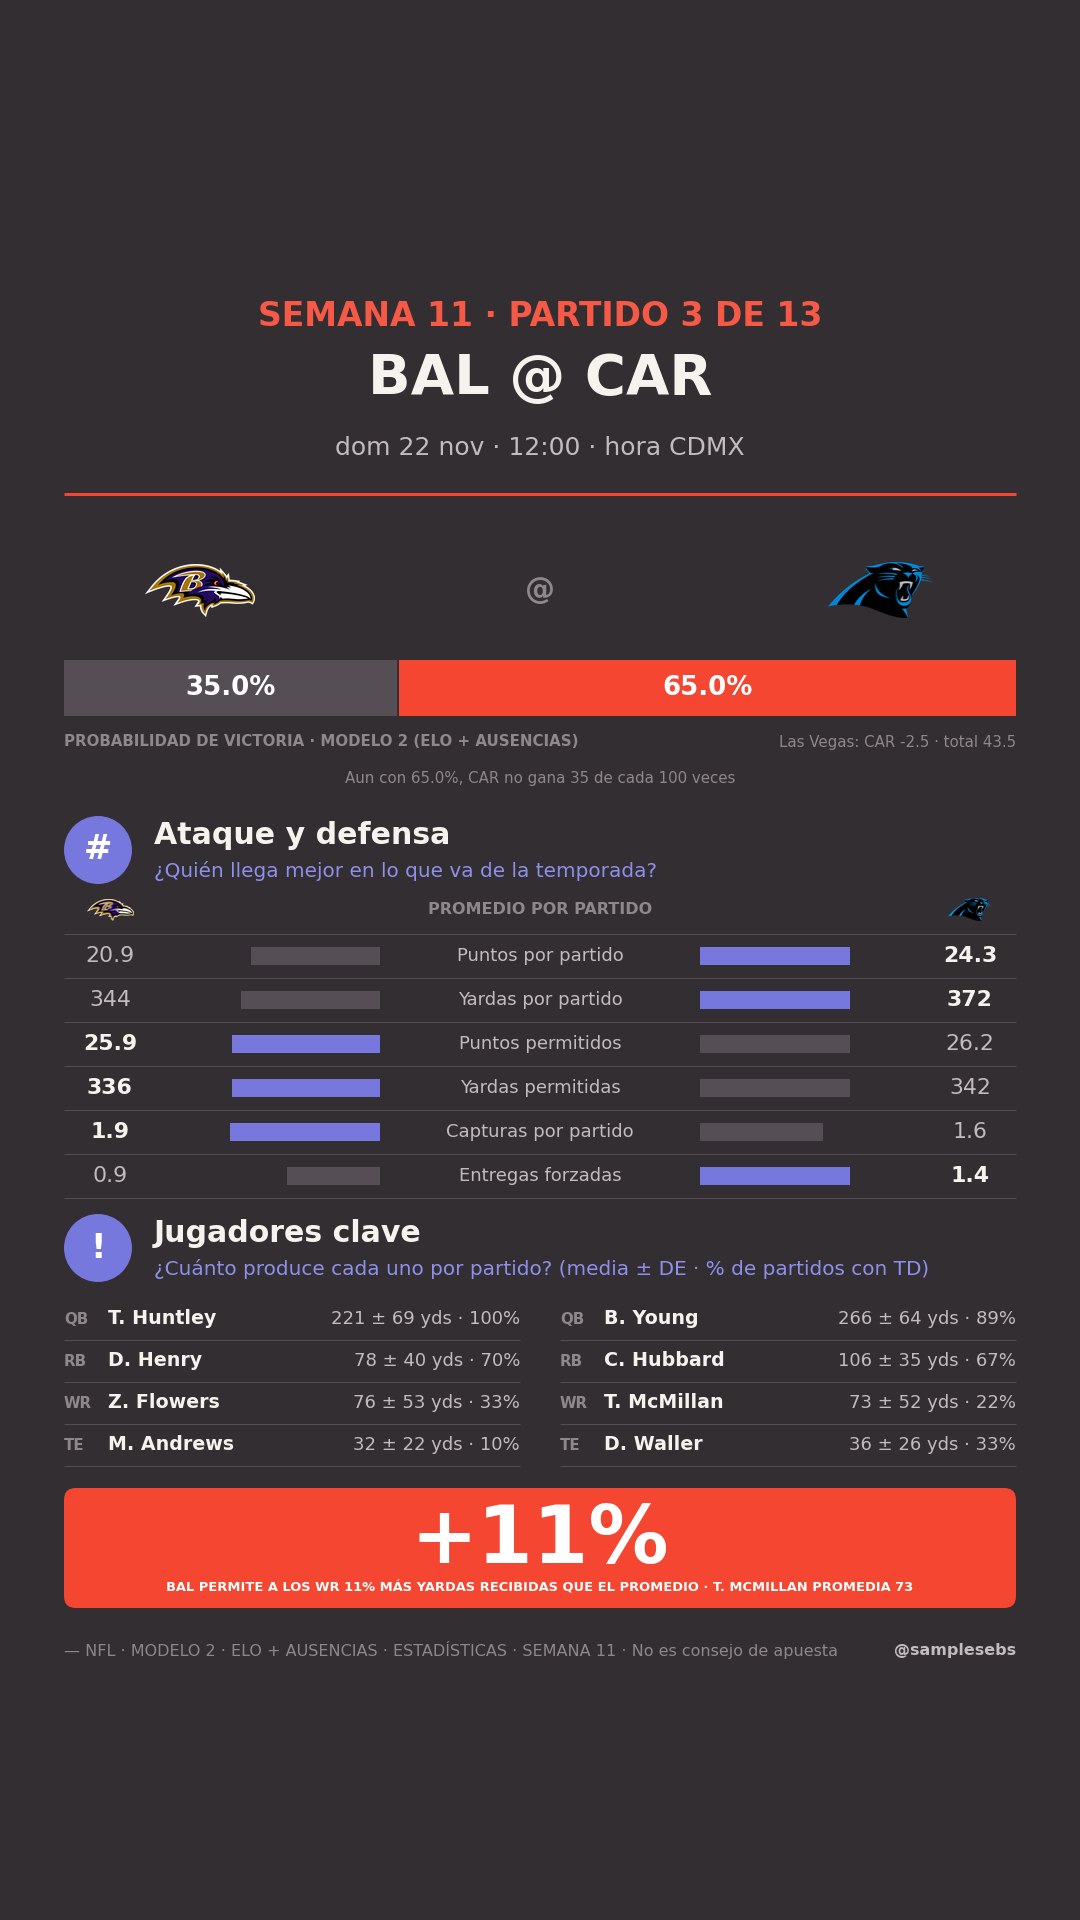 SEMANA 11 · PARTIDO 3 DE 13
BAL @ CAR
dom 22 nov · 12:00 · hora CDMX
B
@
35.0%
65.0%
PROBABILIDAD DE VICTORIA · MODELO 2 (ELO + AUSENCIAS)
Las Vegas: CAR -2.5 · total 43.5
Aun con 65.0%, CAR no gana 35 de cada 100 veces
# Ataque y defensa
¿Quién llega mejor en lo que va de la temporada?
PROMEDIO POR PARTIDO
20.9 Puntos por partido 24.3
344 Yardas por partido 372
25.9 Puntos permitidos 26.2
336 Yardas permitidas 342
1.9 Capturas por partido 1.6
0.9 Entregas forzadas 1.4
! Jugadores clave
¿Cuánto produce cada uno por partido? (media ± DE · % de partidos con TD)
QB T. Huntley 221 ± 69 yds · 100%
RB D. Henry 78 ± 40 yds · 70%
WR Z. Flowers 76 ± 53 yds · 33%
TE M. Andrews 32 ± 22 yds · 10%
QB B. Young 266 ± 64 yds · 89%
RB C. Hubbard 106 ± 35 yds · 67%
WR T. McMillan 73 ± 52 yds · 22%
TE D. Waller 36 ± 26 yds · 33%
+11%
BAL PERMITE A LOS WR 11% MÁS YARDAS RECIBIDAS QUE EL PROMEDIO · T. MCMILLAN PROMEDIA 73
— NFL · MODELO 2 · ELO + AUSENCIAS · ESTADÍSTICAS · SEMANA 11 · No es consejo de apuesta
@samplesebs